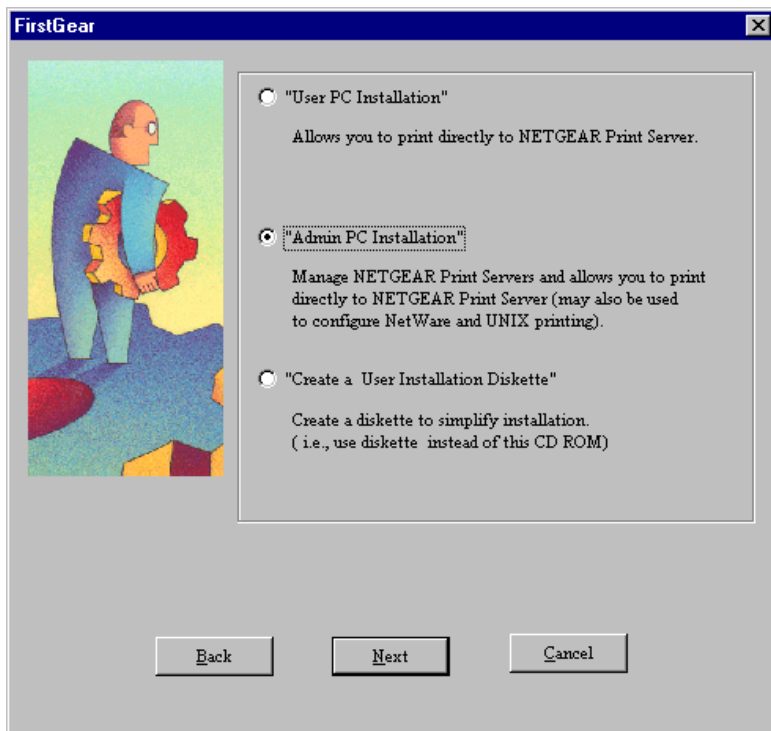 FirstGear
"User PC Installation"
Allows you to print directly to NETGEAR Print Server.
"Admin PC Installation"
Manage NETGEAR Print Servers and allows you to print
directly to NETGEAR Print Server (may also be used
to configure NetWare and UNIX printing).
"Create a  User Installation Diskette"
Create a diskette to simplify installation.
( i.e., use diskette  instead of this CD ROM)
Back
Next
Cancel